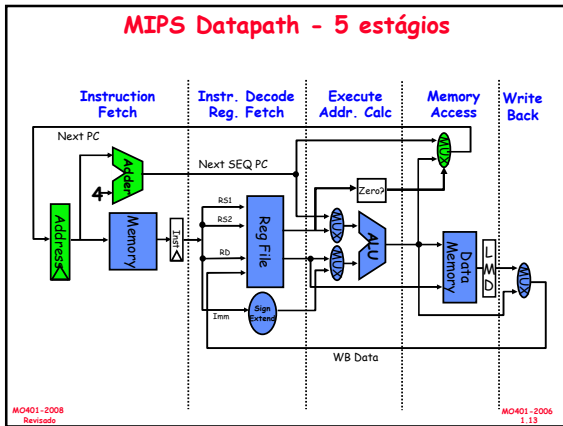 MIPS Datapath - 5 estágios
Instruction
Fetch
Instr. Decode
Reg. Fetch
Execute
Addr. Calc
Memory
Access
Write
Back
Next PC
Next SEQ PC
Adder
4
Address
Memory
Inst
RS1
RS2
RD
Imm
Reg File
Sign
Extend
Zero?
MUX
MUX
MUX
ALU
Data
Memory
L
M
D
MUX
WB Data
MO401-2008
Revisado
MO401-2006
1.13